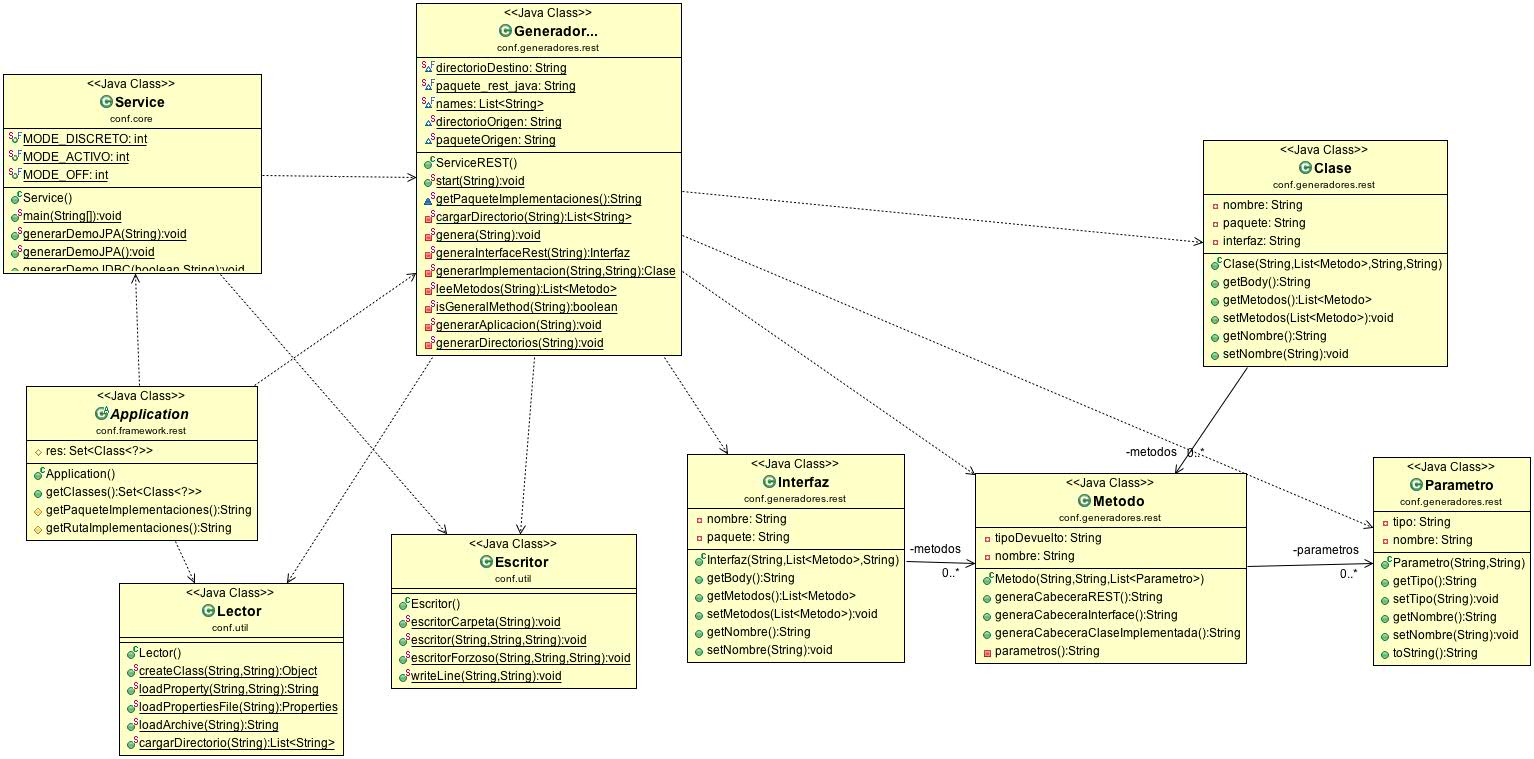 <<Java Class>>
Generador...
conf.generadores.rest
directorioDestino: String
paquete_rest_java: String
names: List<String>
directorioOrigen: String
paqueteOrigen: String
ServiceREST()
start(String):void
getPaqueteImplementaciones():String
cargarDirectorio(String):List<String>
genera(String):void
generaInterfaceRest(String):Interfaz
generarImplementacion(String,String):Clase
leeMetodos(String):List<Metodo>
isGeneralMethod(String):boolean
generarAplicacion(String):void
generarDirectorios(String):void
<<Java Class>>
Service
conf.core
MODE_DISCRETO: int
MODE_ACTIVO: int
MODE_OFF: int
Service()
main(String[]):void
generarDemoJPA(String):void
generarDemoJPA():void
generarDemoJDBC(boolean,String):void
<<Java Class>>
Clase
conf.generadores.rest
nombre: String
paquete: String
interfaz: String
Clase(String,List<Metodo>,String,String)
getBody():String
getMetodos():List<Metodo>
setMetodos(List<Metodo>):void
getNombre():String
setNombre(String):void
<<Java Class>>
Application
conf.framework.rest
res: Set<Class<?>>
Application()
getClasses():Set<Class<?>>
getPaqueteImplementaciones():String
getRutaImplementaciones():String
-metodos 0..*
<<Java Class>>
Interfaz
conf.generadores.rest
nombre: String
paquete: String
Interfaz(String,List<Metodo>,String)
getBody():String
getMetodos():List<Metodo>
setMetodos(List<Metodo>):void
getNombre():String
setNombre(String):void
-metodos
0..*
<<Java Class>>
Metodo
conf.generadores.rest
tipoDevuelto: String
nombre: String
Metodo(String,String,List<Parametro>)
generaCabeceraREST():String
generaCabeceraInterface():String
generaCabeceraClaseImplementada():String
parametros():String
-parametros
0..*
<<Java Class>>
Parametro
conf.generadores.rest
tipo: String
nombre: String
Parametro(String,String)
getTipo():String
setTipo(String):void
getNombre():String
setNombre(String):void
toString():String
<<Java Class>>
Escritor
conf.util
Escritor()
escritorCarpeta(String):void
escritor(String,String,String):void
escritorForzoso(String,String,String):void
writeLine(String,String):void
<<Java Class>>
Lector
conf.util
Lector()
createClass(String,String):Object
loadProperty(String,String):String
loadPropertiesFile(String):Properties
loadArchive(String):String
cargarDirectorio(String):List<String>